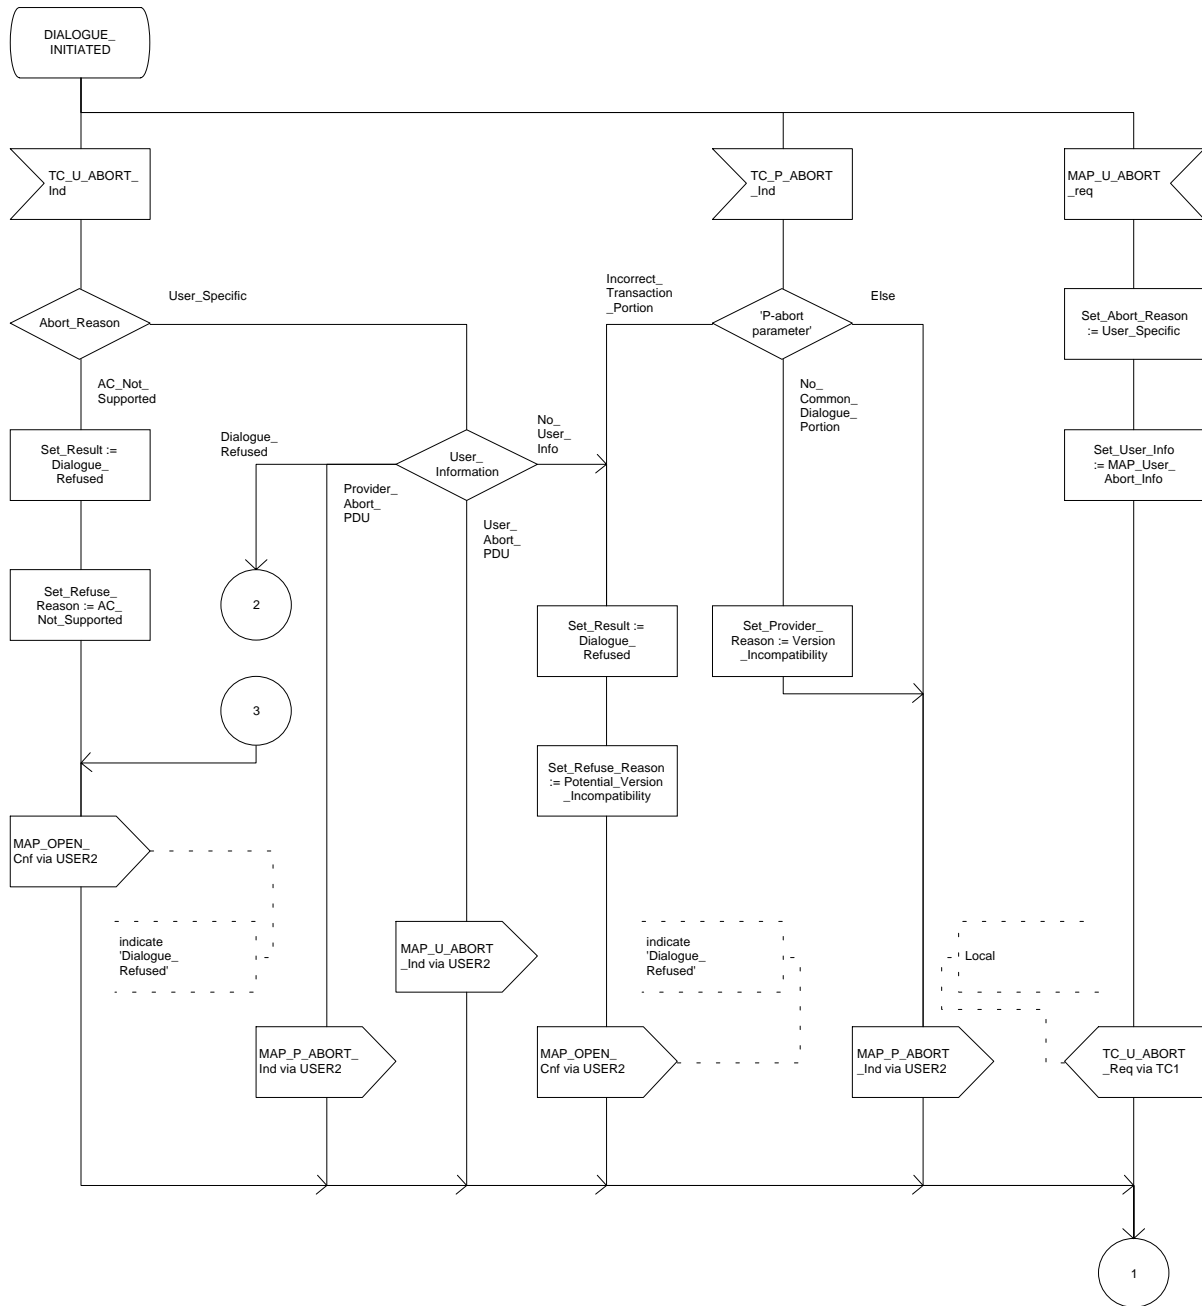 DIALOGUE_
INITIATED
TC_U_ABORT_
Ind
TC_P_ABORT
_Ind
MAP_U_ABORT
_req
Abort_Reason
User_Specific
AC_Not_
Supported
Incorrect_
Transaction
_Portion
'P-abort
parameter'
Else
No_
Common_
Dialogue_
Portion
Set_Abort_Reason
:= User_Specific
Set_Result :=
Dialogue_
Refused
Dialogue_
Refused
User_
Information
No_
User_
Info
Provider_
Abort_
PDU
User_
Abort_
PDU
Set_User_Info
:= MAP_User_
Abort_Info
Set_Refuse_
Reason := AC_
Not_Supported
2
Set_Result :=
Dialogue_
Refused
Set_Provider_
Reason := Version
_Incompatibility
3
Set_Refuse_Reason
:= Potential_Version
_Incompatibility
MAP_OPEN_
Cnf via USER2
indicate
'Dialogue_
Refused'
MAP_U_ABORT
_Ind via USER2
indicate
'Dialogue_
Refused'
Local
MAP_P_ABORT_
Ind via USER2
MAP_OPEN_
Cnf via USER2
MAP_P_ABORT
_Ind via USER2
TC_U_ABORT
_Req via TC1
1